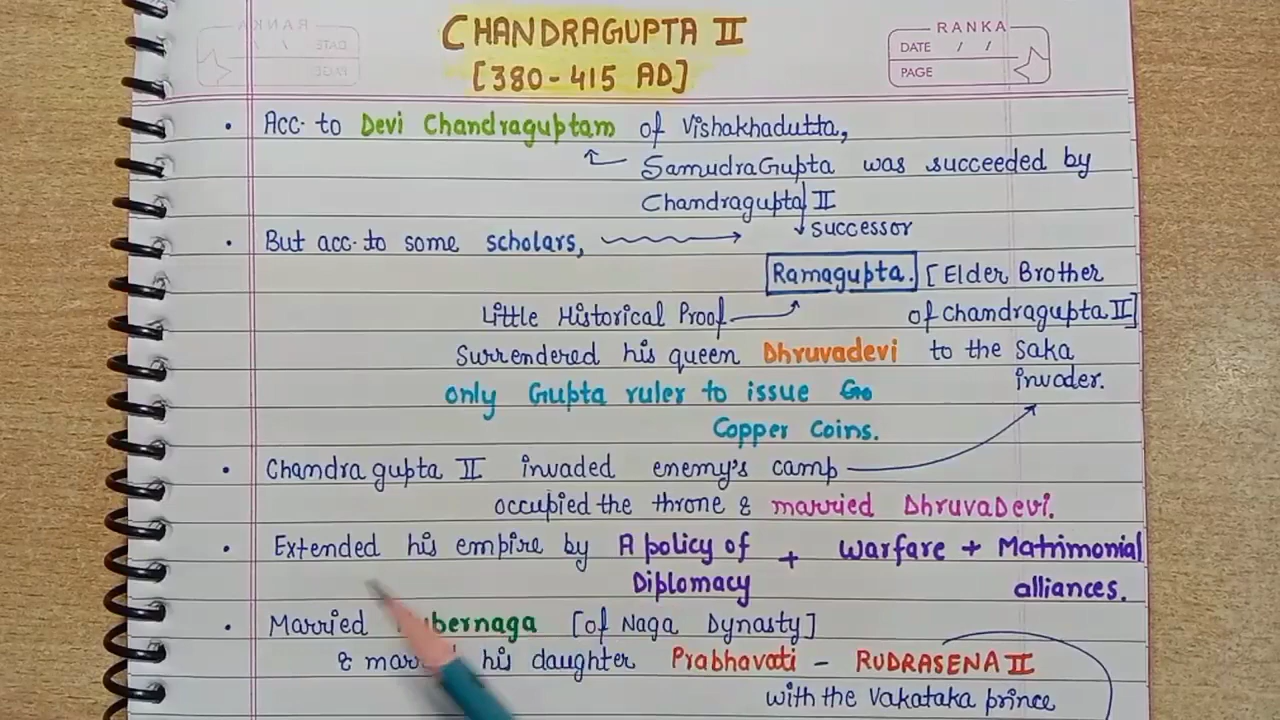 CHANDRAGUPTA II
[380-415 AD]
RANKA
DATE / /
PAGE
• Acc. to Devi Chandraguptam of Vishakhadutta,
SamudraGupta was succeeded by
Chandragupta II
successor
• But acc. to some scholars,
Ramagupta. [Elder Brother
of Chandragupta II]
Little Historical Proof
Surrendered his queen Dhruvadevi to the Saka
invader.
only Gupta ruler to issue
Copper Coins.
• Chandragupta II invaded enemy's camp
occupied the throne & married DhruvaDevi.
• Extended his empire by A policy of + Warfare + Matrimonial
Diplomacy alliances.
• Married [of Naga Dynasty]
& his daughter Prabhavati - RUDRASENA II
with the Vakataka prince